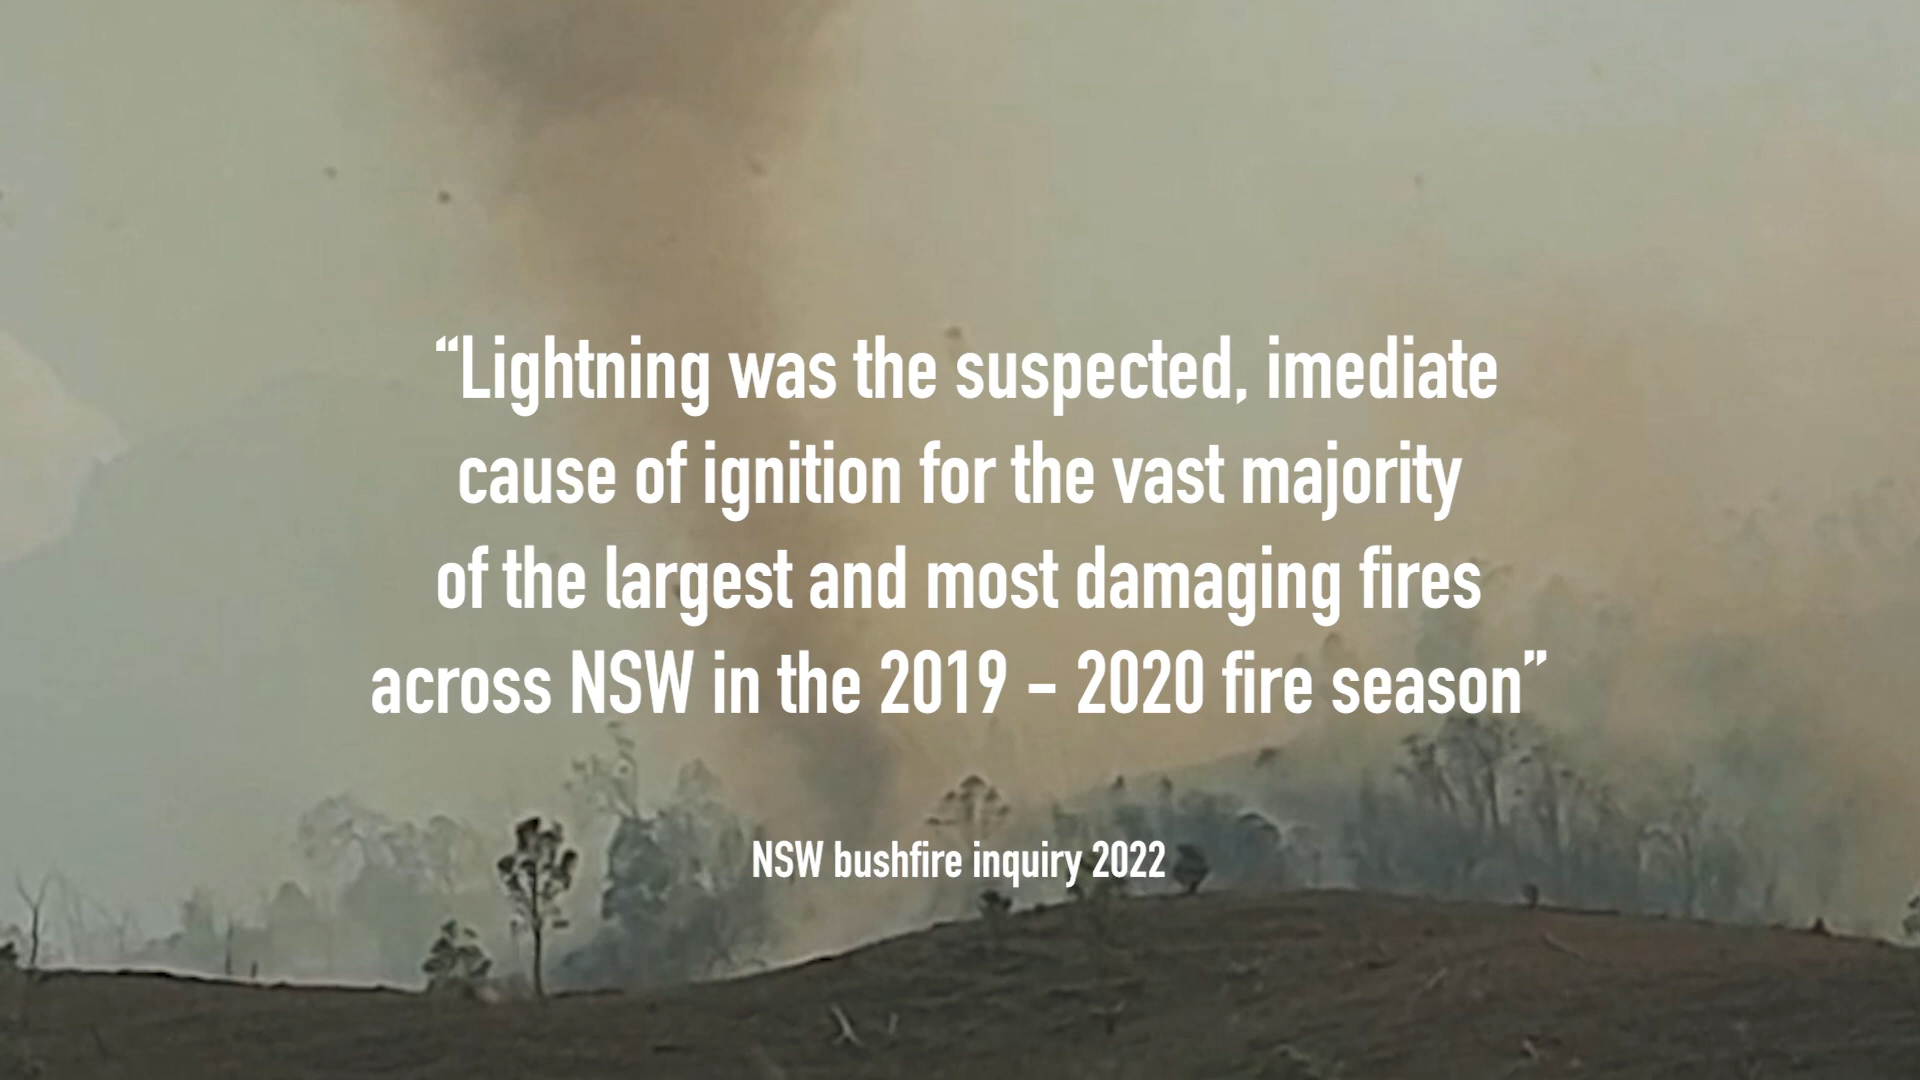 “Lightning was the suspected, imediate
cause of ignition for the vast majority
of the largest and most damaging fires
across NSW in the 2019 – 2020 fire season”
NSW bushfire inquiry 2022